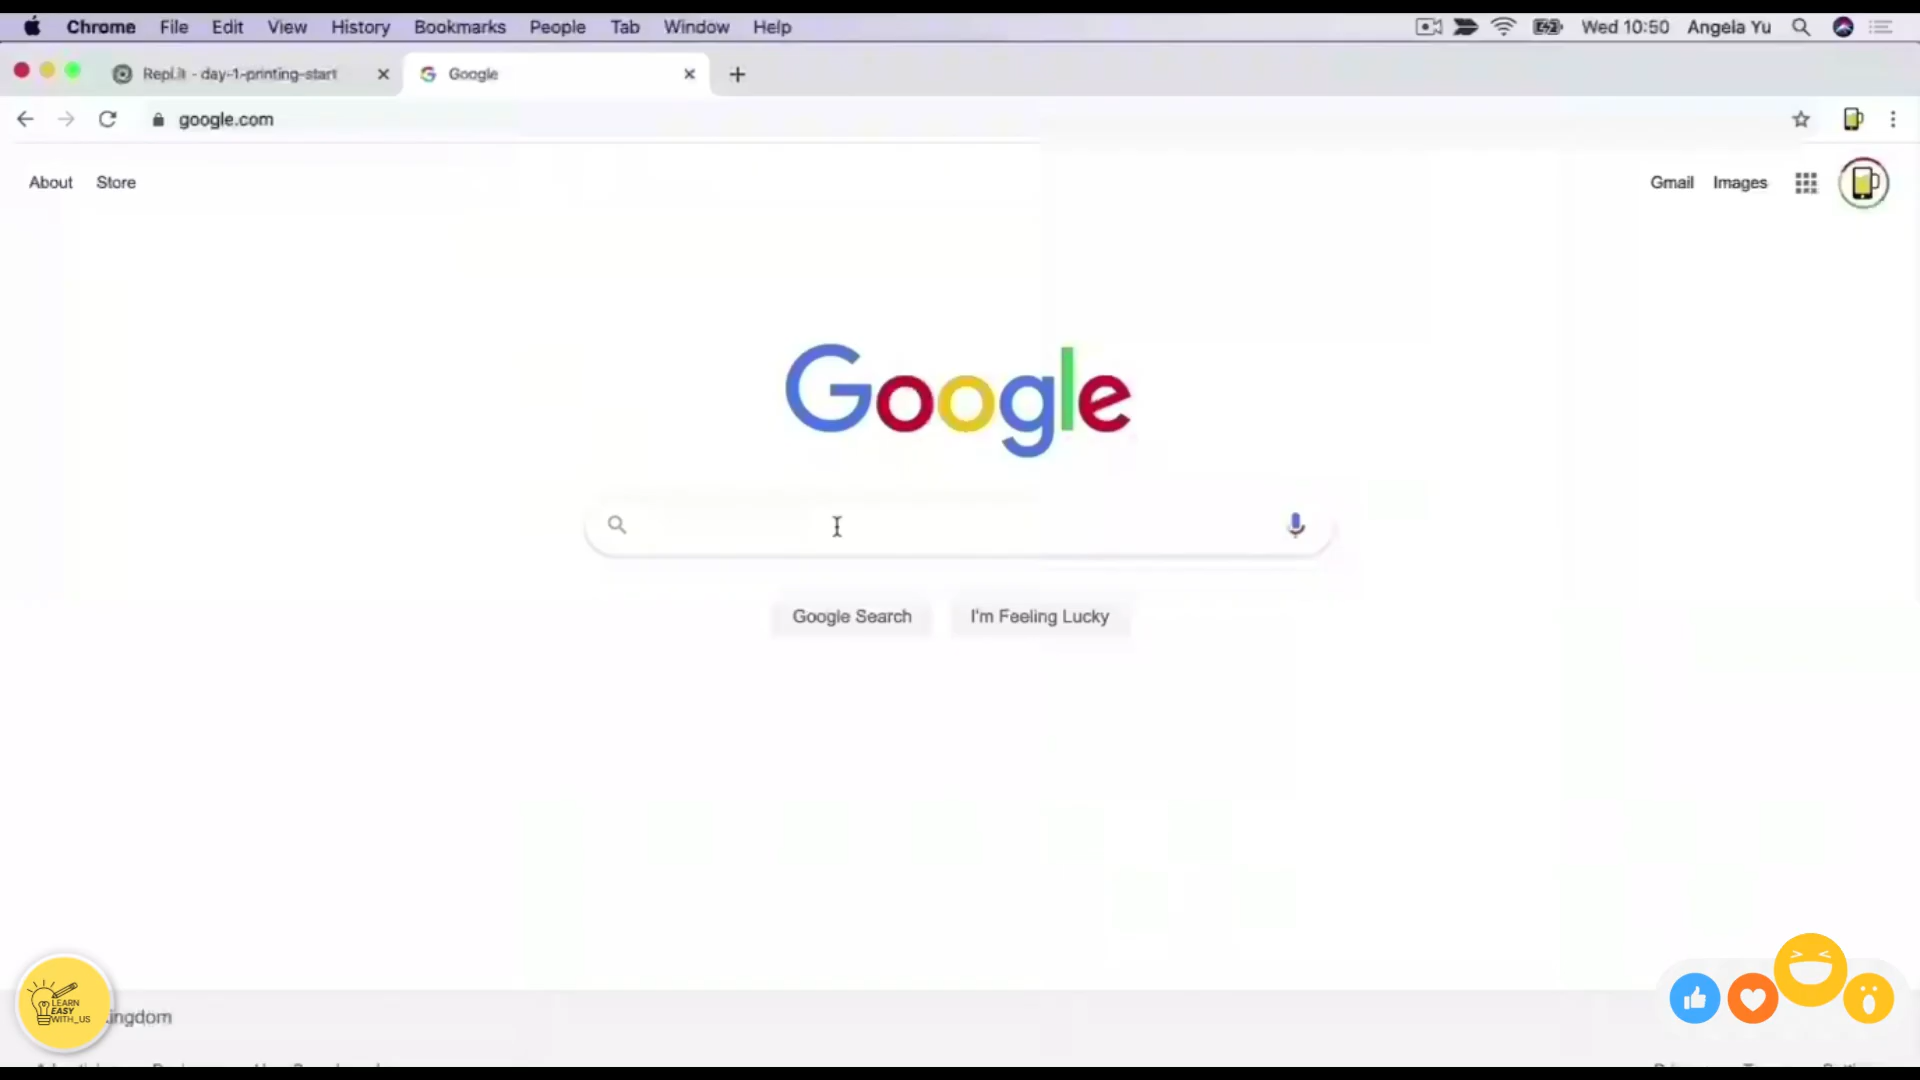 Chrome File Edit View History Bookmarks People Tab Window Help Wed 10:50 Angela Yu
Repl.it - day-1-printing-start Google
google.com
About Store Gmail Images
Google
Google Search I'm Feeling Lucky
LEARN
EASY
WITH_US